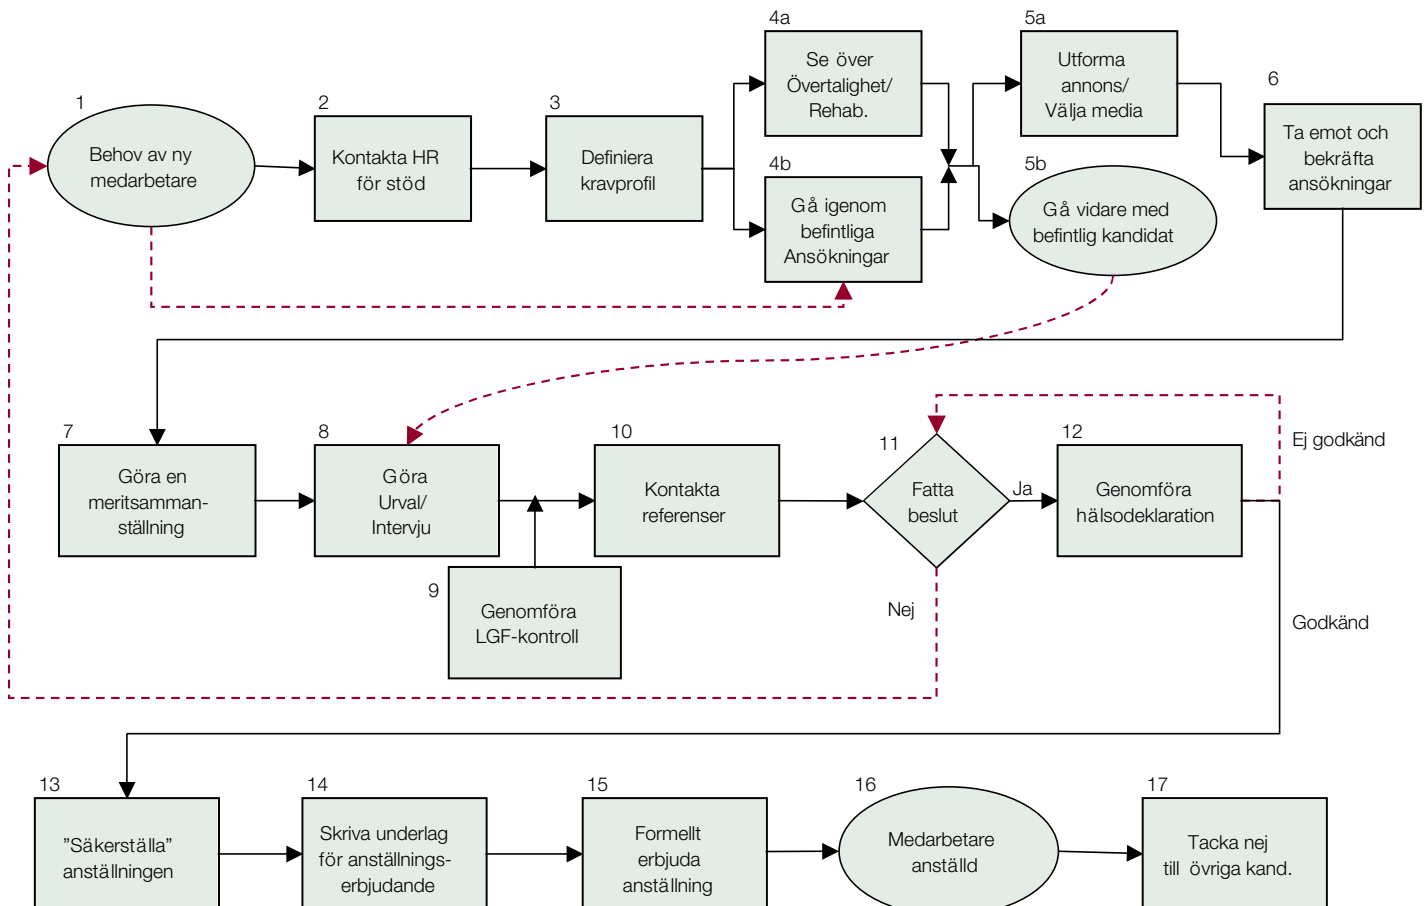 1
Behov av ny
medarbetare
2
Kontakta HR
för stöd
3
Definiera
kravprofil
4a
Se över
Övertalighet/
Rehab.
4b
Gå igenom
befintliga
Ansökningar
5a
Utforma
annons/
Välja media
5b
Gå vidare med
befintlig kandidat
6
Ta emot och
bekräfta
ansökningar
7
Göra en
meritsamman-
ställning
8
Göra
Urval/
Intervju
9
Genomföra
LGF-kontroll
10
Kontakta
referenser
11
Fatta
beslut
Ja
Nej
12
Genomföra
hälsodeklaration
Ej godkänd
Godkänd
13
”Säkerställa”
anställningen
14
Skriva underlag
för anställnings-
erbjudande
15
Formellt
erbjuda
anställning
16
Medarbetare
anställd
17
Tacka nej
till övriga kand.